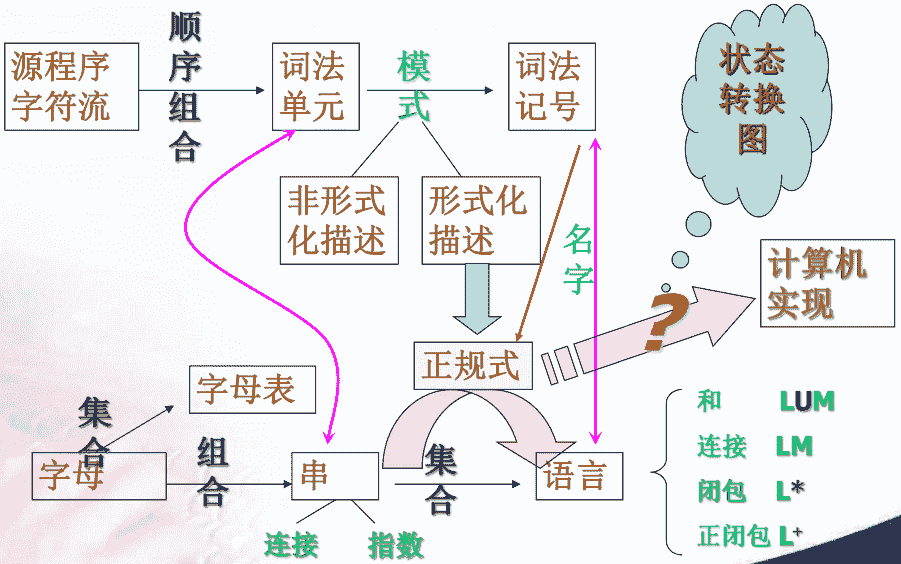 顺
序
组
合
源程序
字符流
词法
单元
模
式
词法
记号
状态
转换
图
非形式
化描述
形式化
描述
名
字
计算机
实现
?
正规式
字母表
集
合
字母
组
合
串
集
合
语言
连接
指数
和 LUM
连接 LM
闭包 L*
正闭包 L⁺